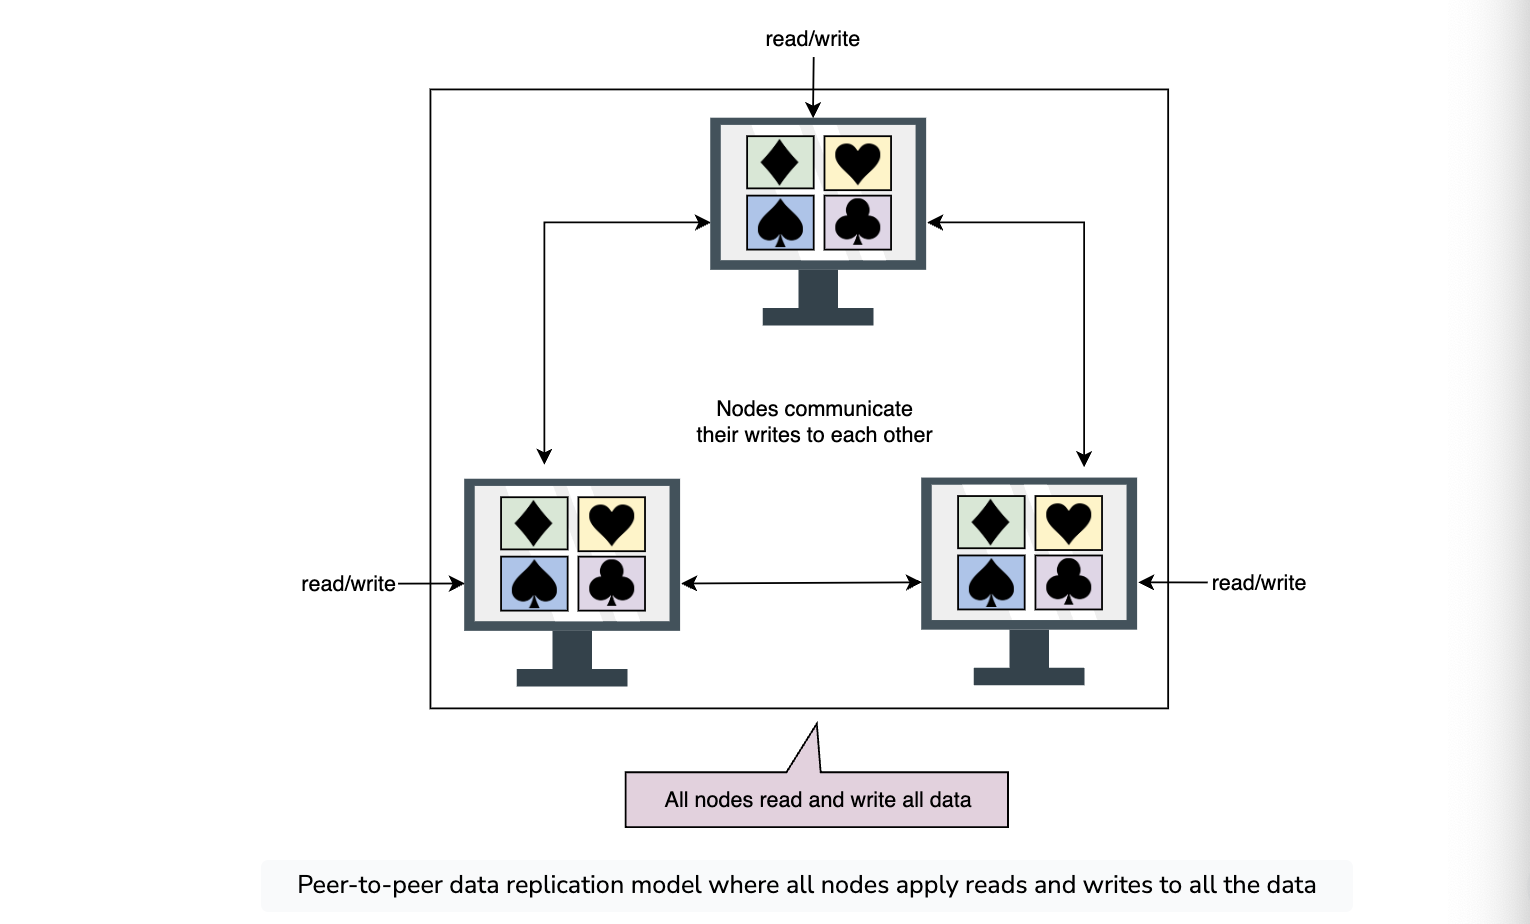 read/write
Nodes communicate
their writes to each other
read/write
read/write
All nodes read and write all data
Peer-to-peer data replication model where all nodes apply reads and writes to all the data